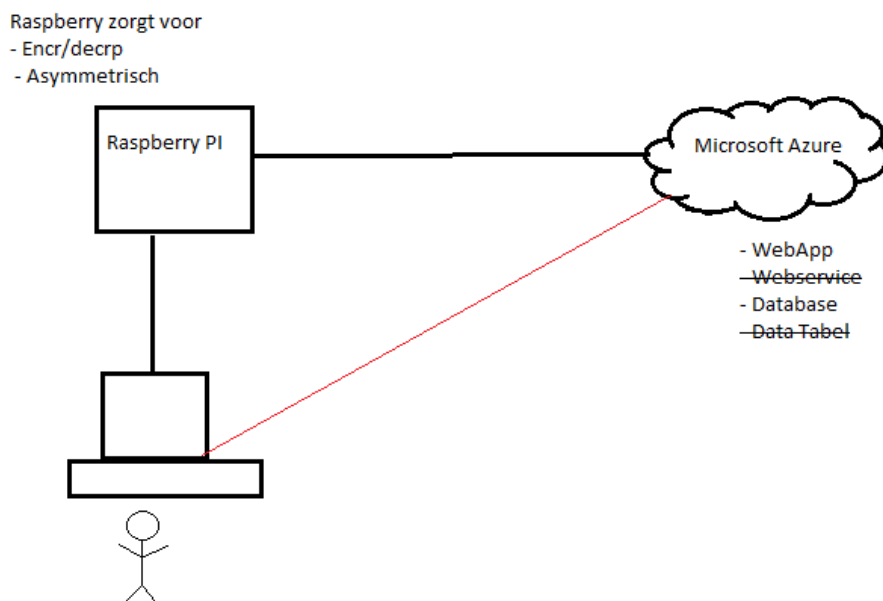 Raspberry zorgt voor
- Encr/decrp
- Asymmetrisch
Raspberry PI
Microsoft Azure
- WebApp
- Webservice
- Database
- Data Tabel